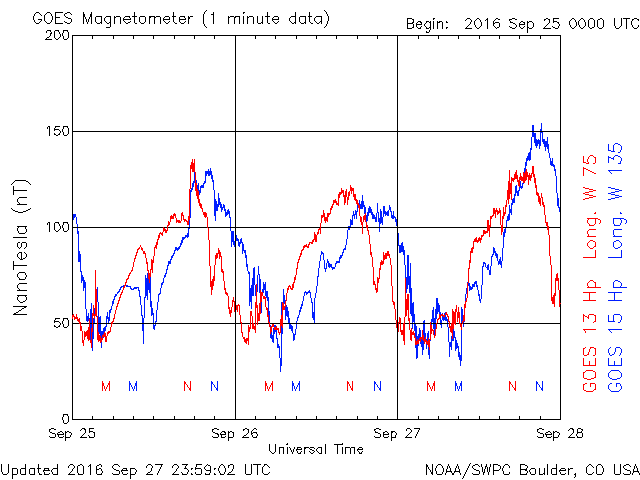 GOES Magnetometer (1 minute data)
Begin: 2016 Sep 25 0000 UTC
200
150
100
50
0
NanoTesla (nT)
M M N N M M N N M M N N
Sep 25 Sep 26 Sep 27 Sep 28
Universal Time
GOES 13 Hp Long. W 75
GOES 15 Hp Long. W 135
Updated 2016 Sep 27 23:59:02 UTC
NOAA/SWPC Boulder, CO USA